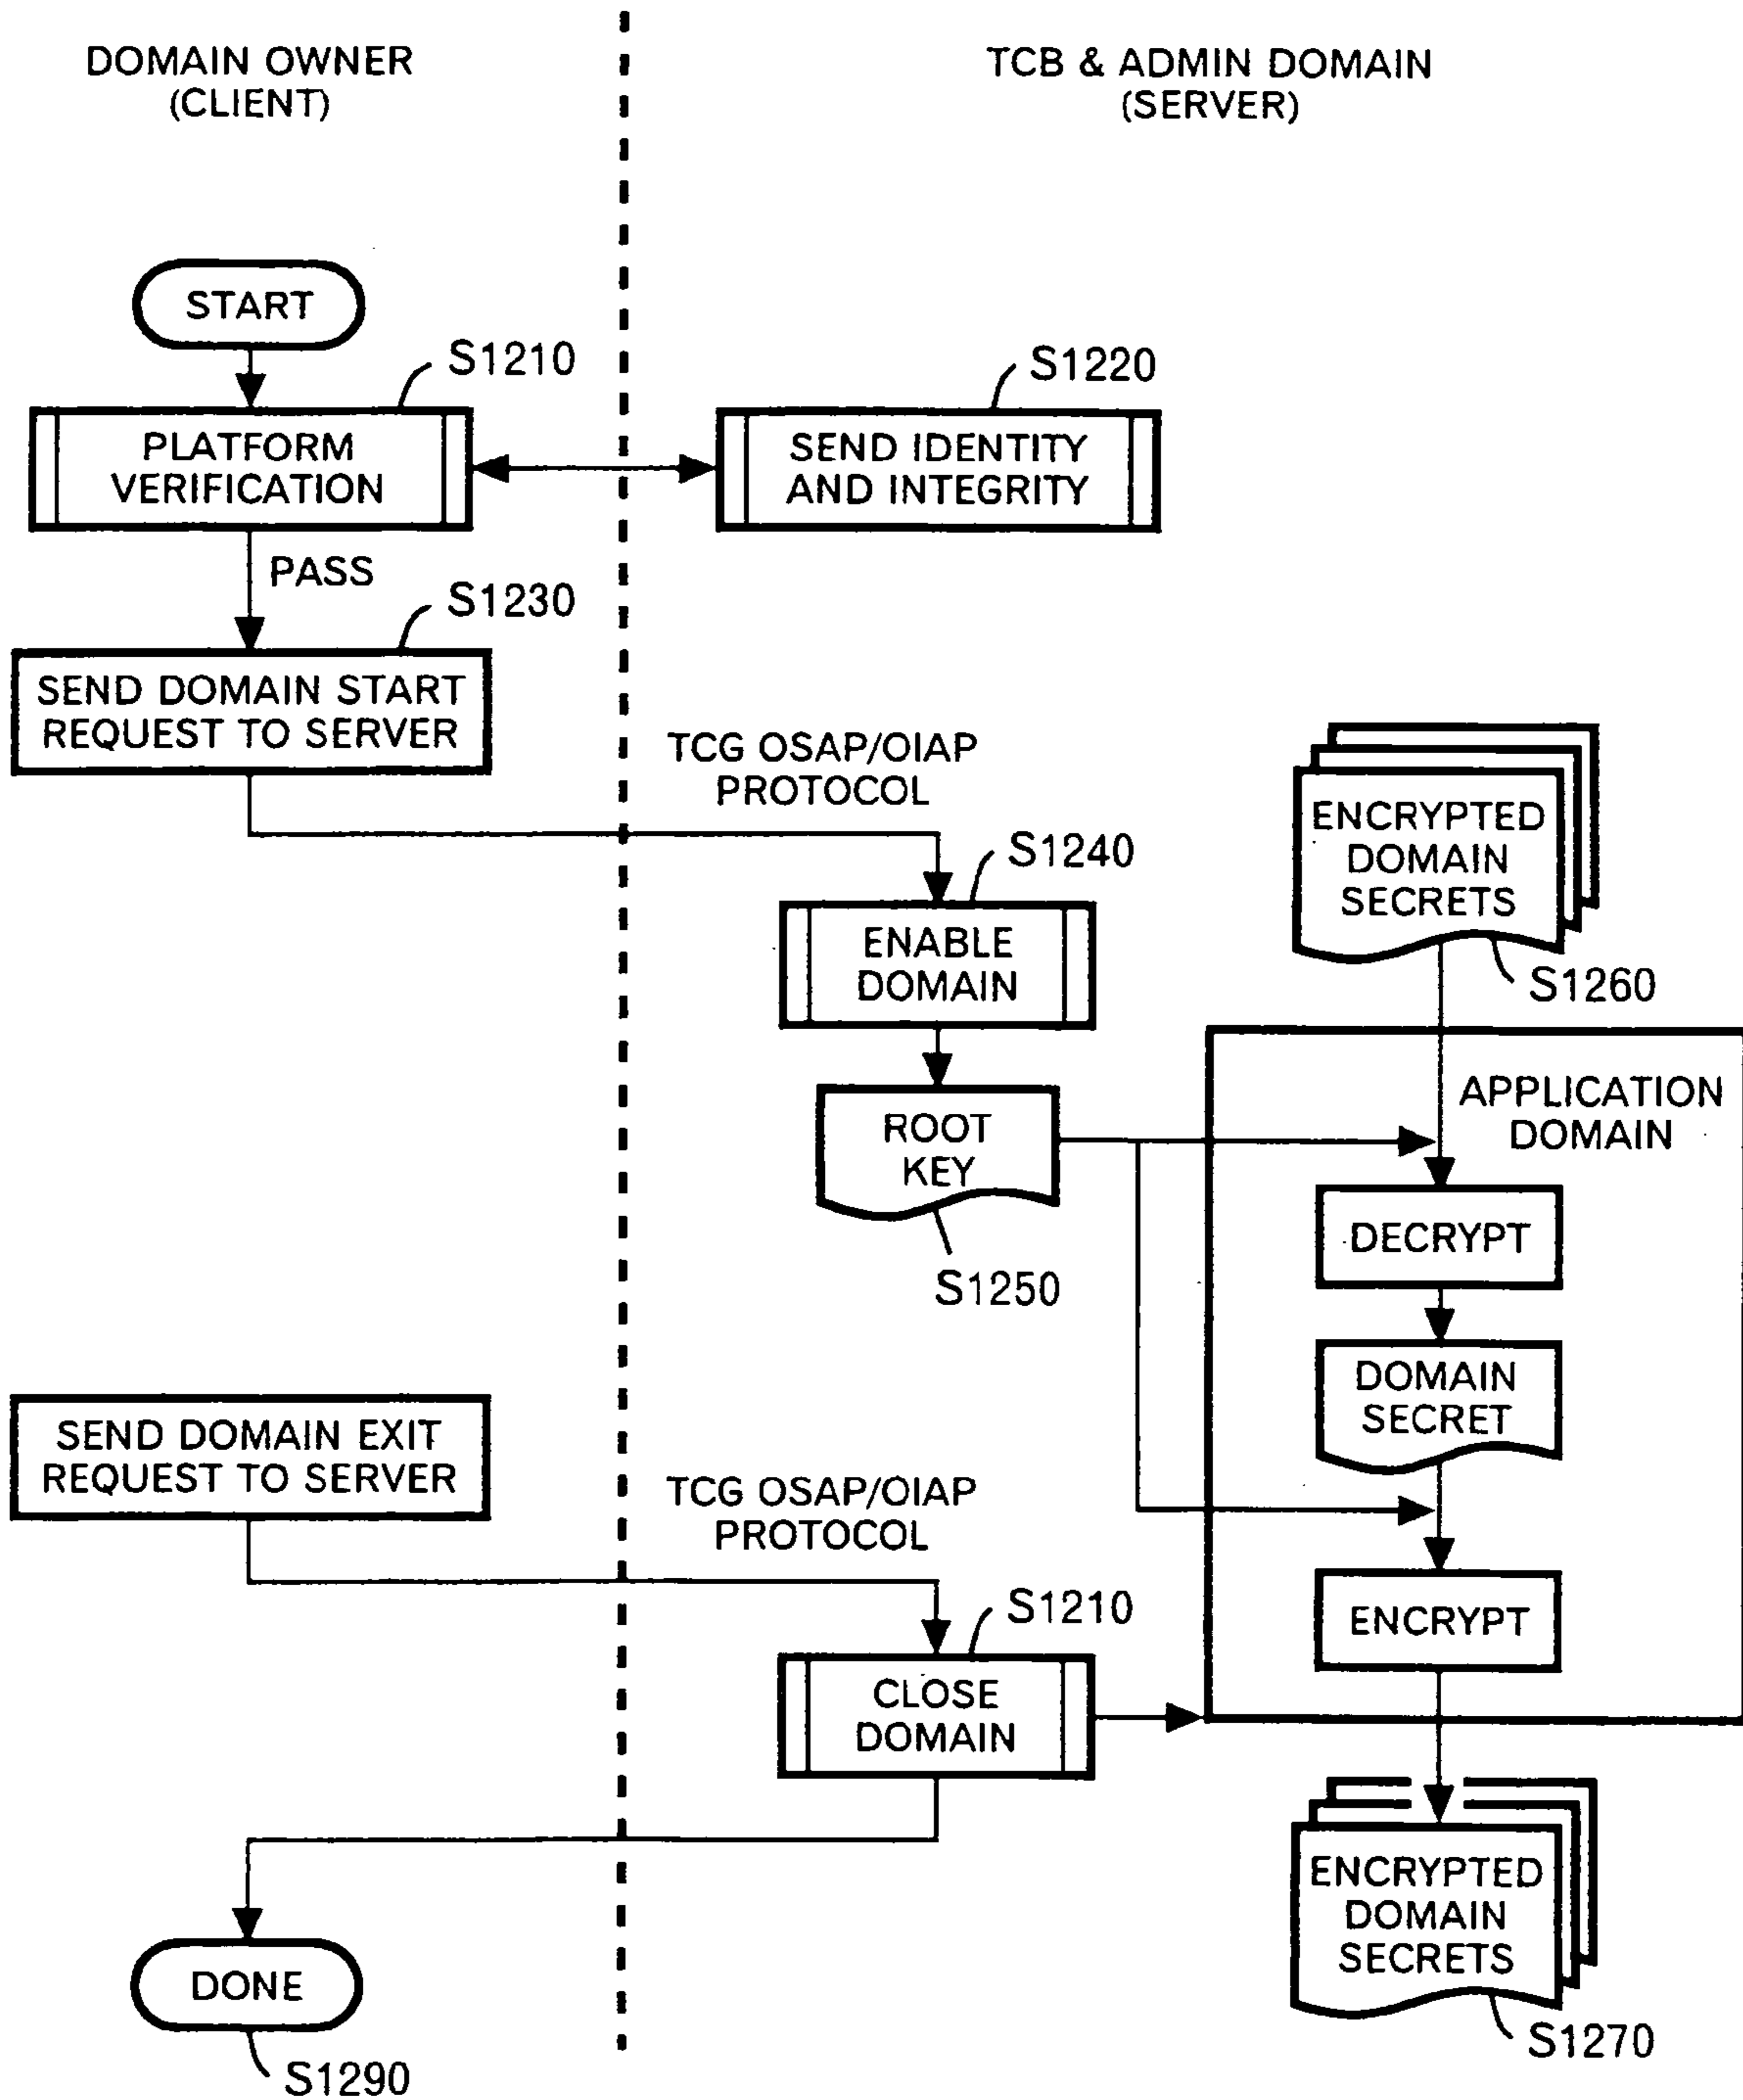 DOMAIN OWNER
(CLIENT)
TCB & ADMIN DOMAIN
(SERVER)
START
S1210
PLATFORM
VERIFICATION
S1220
SEND IDENTITY
AND INTEGRITY
PASS
S1230
SEND DOMAIN START
REQUEST TO SERVER
TCG OSAP/OIAP
PROTOCOL
S1240
ENABLE
DOMAIN
ENCRYPTED
DOMAIN
SECRETS
S1260
ROOT
KEY
S1250
APPLICATION
DOMAIN
DECRYPT
DOMAIN
SECRET
SEND DOMAIN EXIT
REQUEST TO SERVER
TCG OSAP/OIAP
PROTOCOL
ENCRYPT
S1210
CLOSE
DOMAIN
ENCRYPTED
DOMAIN
SECRETS
S1270
DONE
S1290